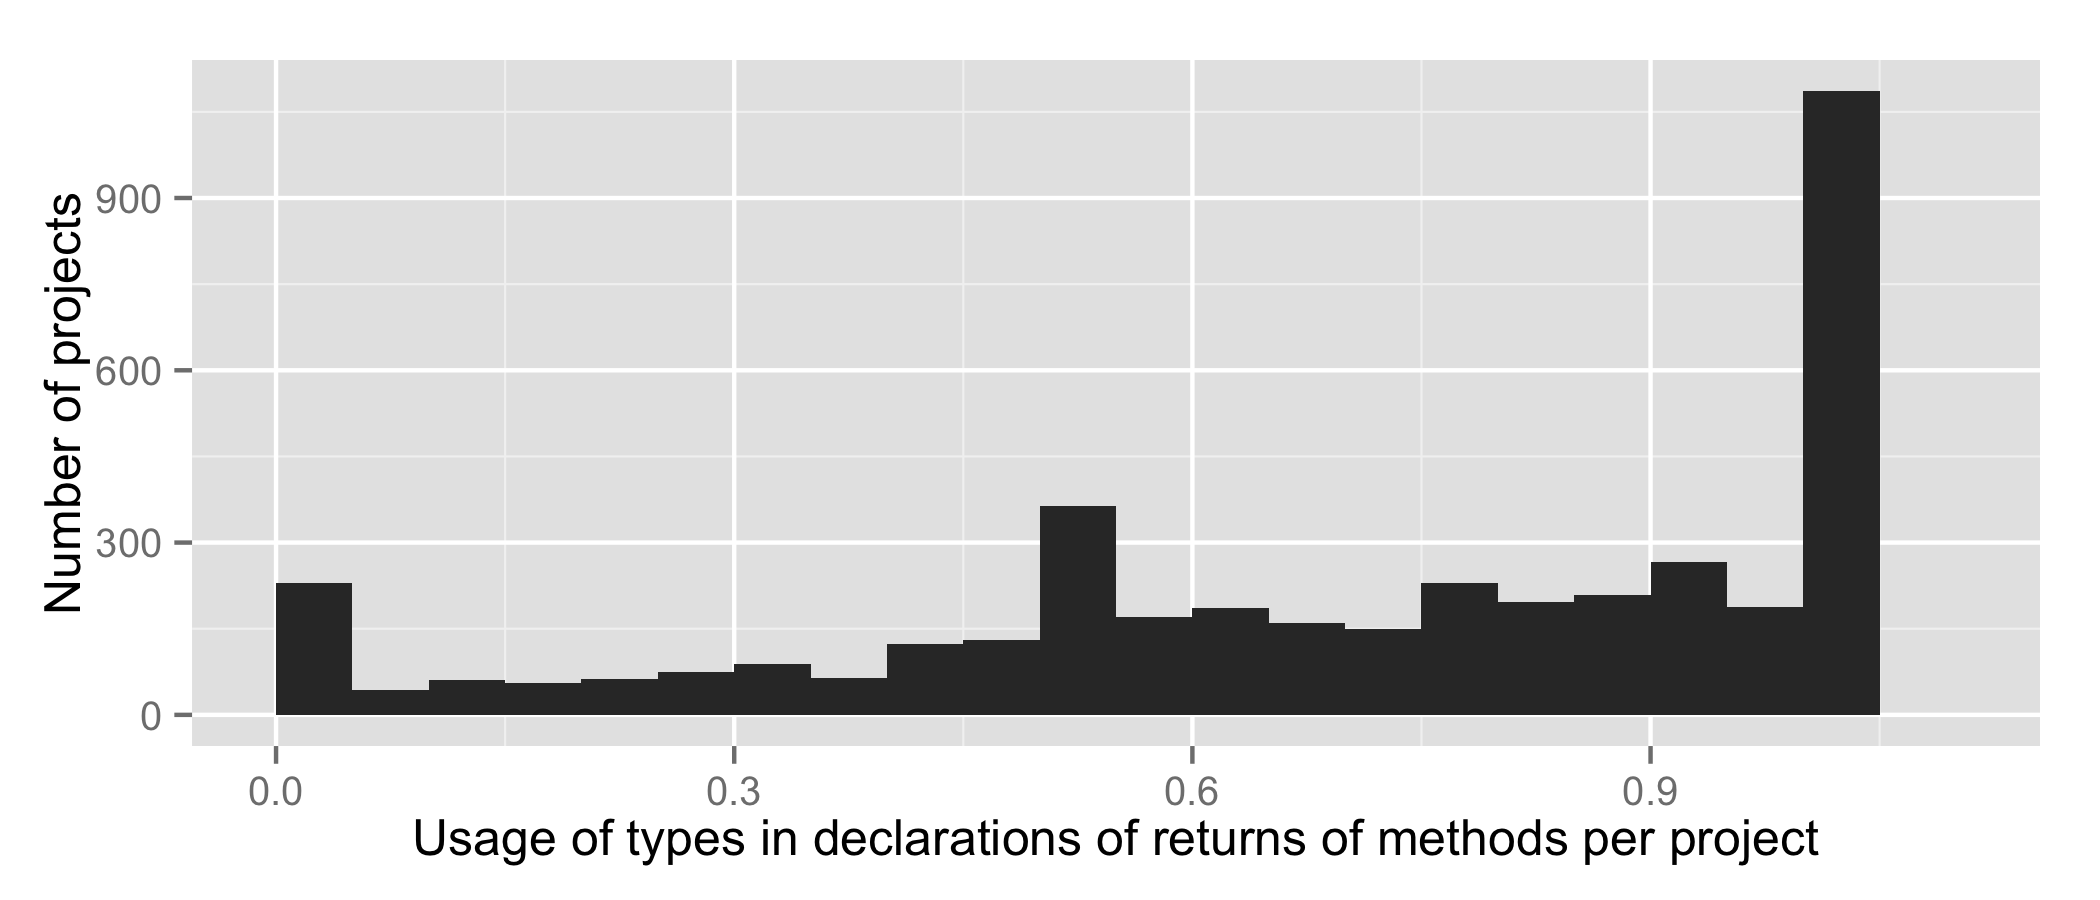 Number of projects
900
600
300
0
0.0 0.3 0.6 0.9
Usage of types in declarations of returns of methods per project